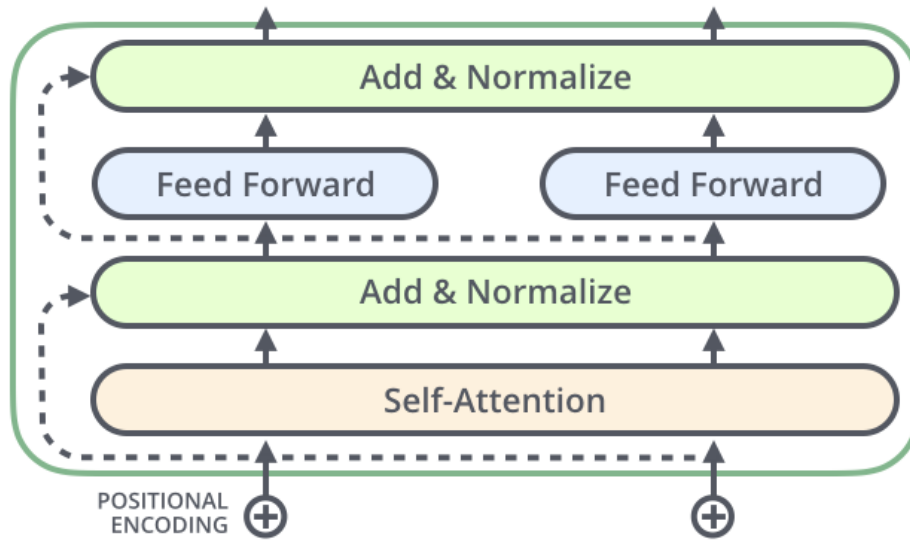 Add & Normalize
Feed Forward
Feed Forward
Add & Normalize
Self-Attention
POSITIONAL
ENCODING